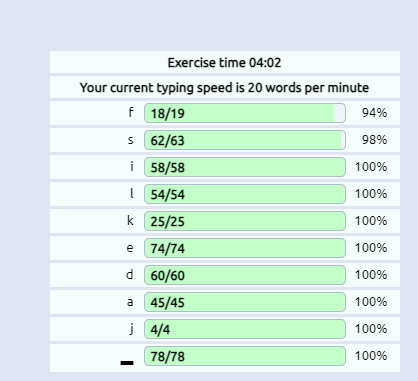 Exercise time 04:02
Your current typing speed is 20 words per minute
f 18/19 94%
s 62/63 98%
i 58/58 100%
l 54/54 100%
k 25/25 100%
e 74/74 100%
d 60/60 100%
a 45/45 100%
j 4/4 100%
▂ 78/78 100%